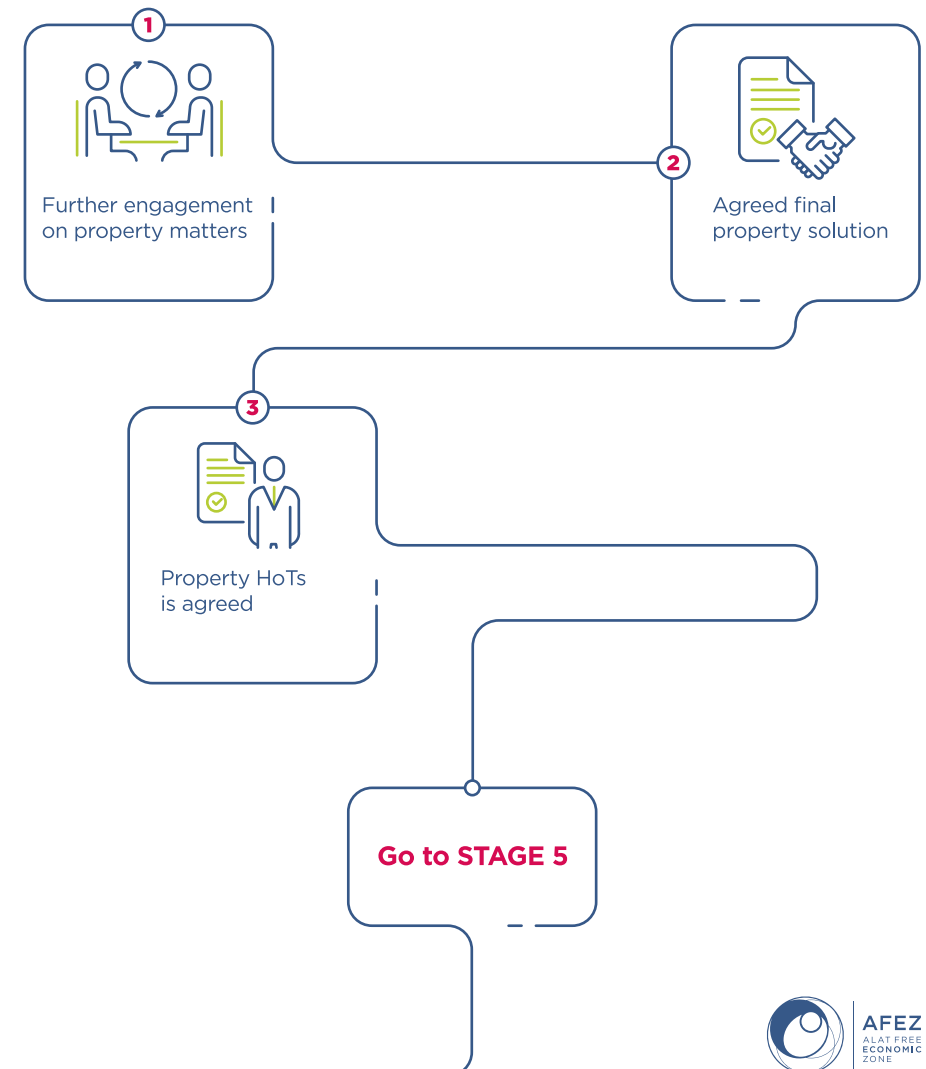 1
Further engagement
on property matters
2
Agreed final
property solution
3
Property HoTs
is agreed
Go to STAGE 5
AFEZ
ALAT FREE
ECONOMIC
ZONE